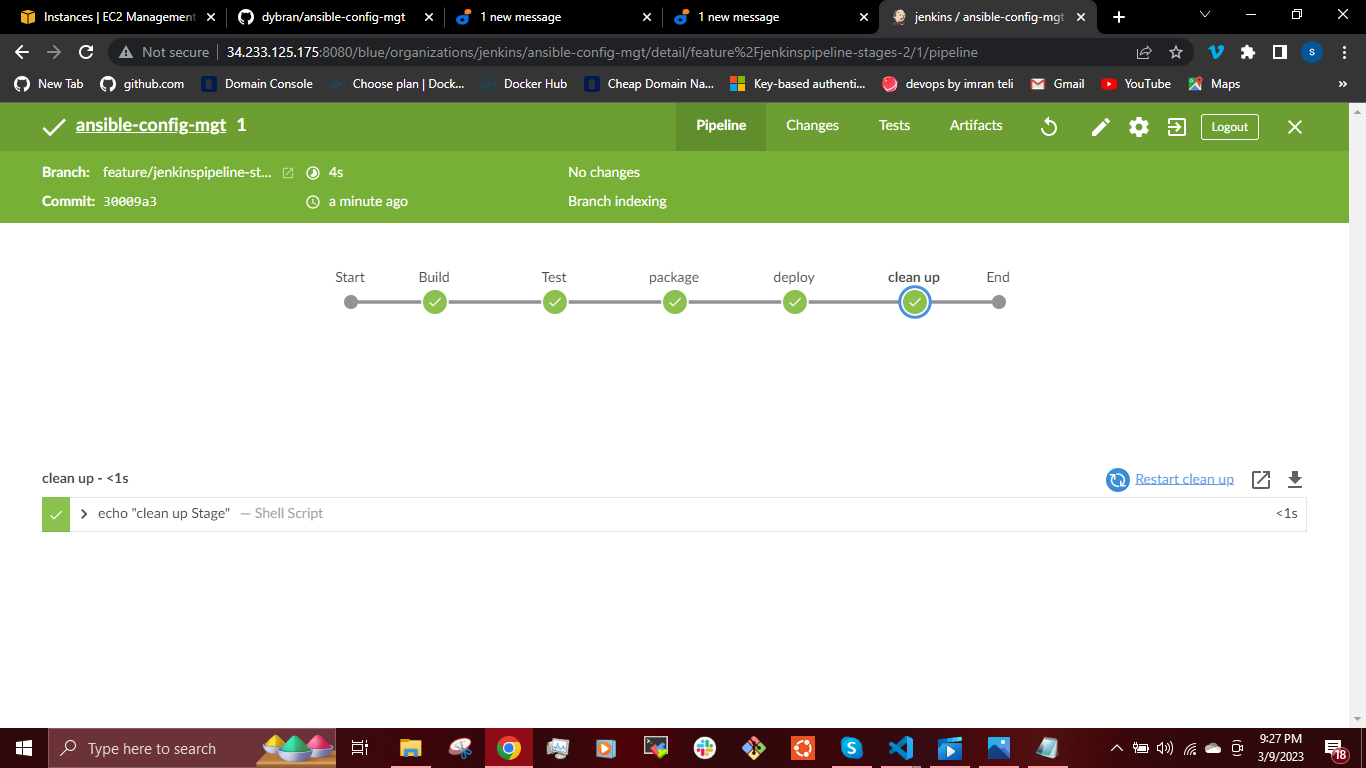 Instances | EC2 Management
dybran/ansible-config-mgt
1 new message
1 new message
jenkins / ansible-config-mgt
Not secure
34.233.125.175:8080/blue/organizations/jenkins/ansible-config-mgt/detail/feature%2Fjenkinspipeline-stages-2/1/pipeline
S
New Tab
github.com
Domain Console
Choose plan | Dock...
Docker Hub
Cheap Domain Na...
Key-based authenti...
devops by imran teli
Gmail
YouTube
Maps
»
ansible-config-mgt 1
Pipeline
Changes
Tests
Artifacts
Logout
Branch: feature/jenkinspipeline-st...
4s
No changes
Commit: 30009a3
a minute ago
Branch indexing
Start
Build
Test
package
deploy
clean up
End
clean up - <1s
Restart clean up
echo "clean up Stage" — Shell Script
<1s
Type here to search
9:27 PM
3/9/2023
18